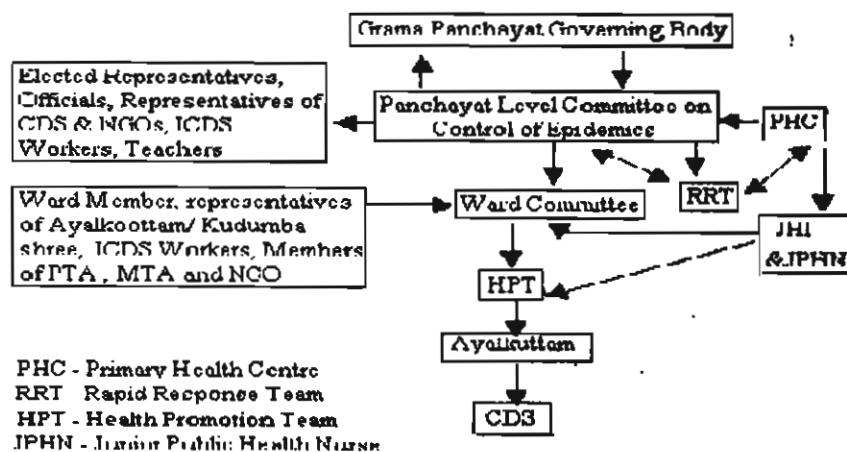 Grama Panchayat Governing Body
Elected Representatives,
Officials, Representatives of
CDS & NGOs, ICDS
Workers, Teachers
Panchayat Level Committee on
Control of Epidemics
PHC
RRT
Ward Member, representatives
of Ayalkoottam/ Kudumba
shree, ICDS Workers, Members
of PTA, MTA and NGO
Ward Committee
JHI
&JPHN
HPT
Ayalkuttam
CDS
PHC - Primary Health Centre
RRT - Rapid Response Team
HPT - Health Promotion Team
JPHN - Junior Public Health Nurse